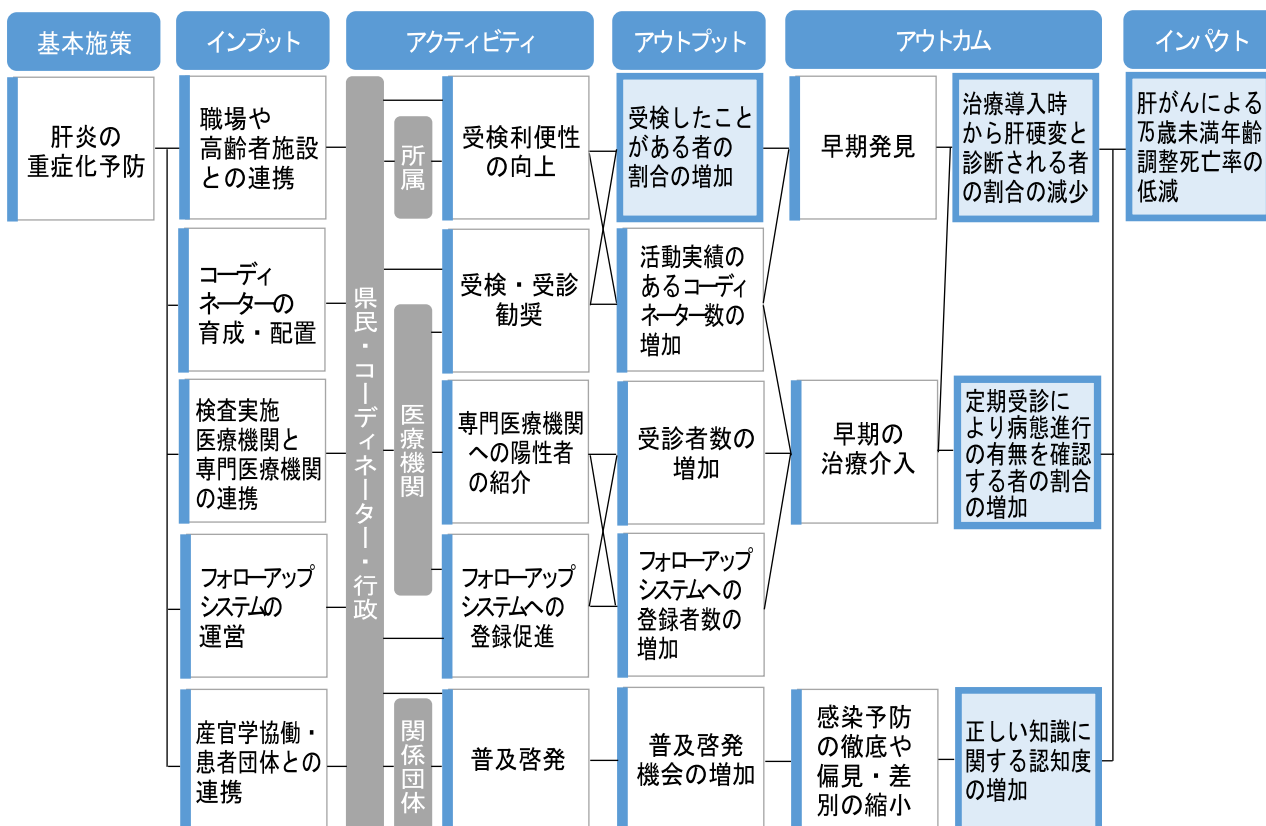 基本施策
インプット
アクティビティ
アウトプット
アウトカム
インパクト
肝炎の
重症化予防
職場や
高齢者施設
との連携
コーディ
ネーターの
育成・配置
検査実施
医療機関と
専門医療機関
の連携
フォローアップ
システムの
運営
産官学協働・
患者団体との
連携
県民・コーディネーター・行政
所属
医療機関
関係団体
受検利便性
の向上
受検・受診
勧奨
専門医療機関
への陽性者
の紹介
フォローアップ
システムへの
登録促進
普及啓発
受検したこと
がある者の
割合の増加
活動実績の
あるコーディ
ネーター数の
増加
受診者数の
増加
フォローアップ
システムへの
登録者数の
増加
普及啓発
機会の増加
早期発見
早期の
治療介入
感染予防
の徹底や
偏見・差
別の縮小
治療導入時
から肝硬変と
診断される者
の割合の減少
定期受診に
より病態進行
の有無を確認
する者の割合
の増加
正しい知識に
関する認知度
の増加
肝がんによる
75歳未満年齢
調整死亡率の
低減